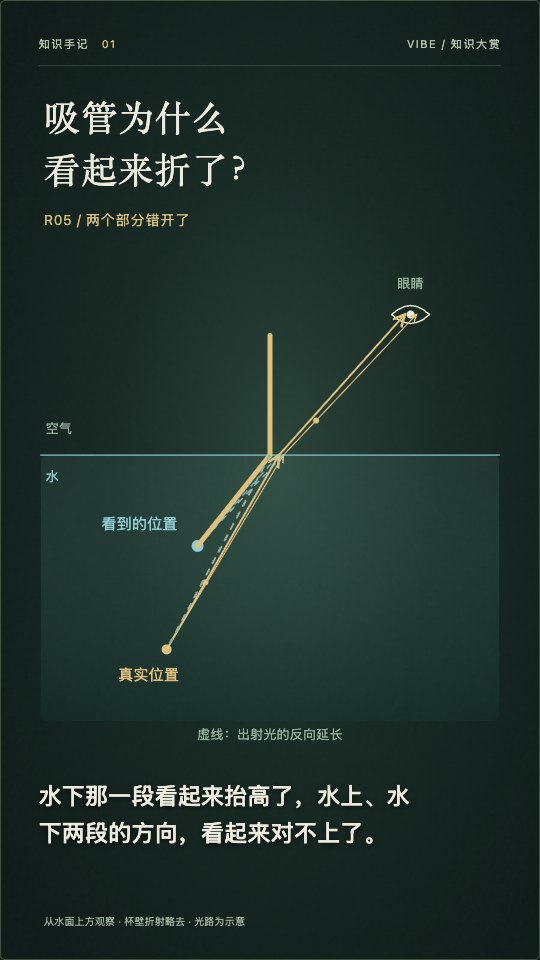 知识手记 01
VIBE / 知识大赏
吸管为什么
看起来折了？
R05 / 两个部分错开了
眼睛
空气
水
看到的位置
真实位置
虚线：出射光的反向延长
水下那一段看起来抬高了，水上、水
下两段的方向，看起来对不上了。
从水面上方观察 · 杯壁折射略去 · 光路为示意